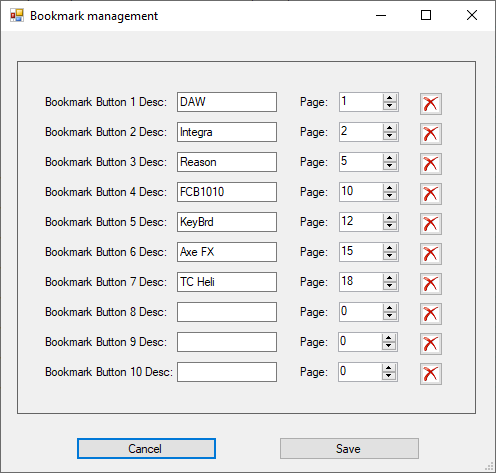 Bookmark management
Bookmark Button 1 Desc: DAW Page: 1
Bookmark Button 2 Desc: Integra Page: 2
Bookmark Button 3 Desc: Reason Page: 5
Bookmark Button 4 Desc: FCB1010 Page: 10
Bookmark Button 5 Desc: KeyBrd Page: 12
Bookmark Button 6 Desc: Axe FX Page: 15
Bookmark Button 7 Desc: TC Heli Page: 18
Bookmark Button 8 Desc: Page: 0
Bookmark Button 9 Desc: Page: 0
Bookmark Button 10 Desc: Page: 0
Cancel Save